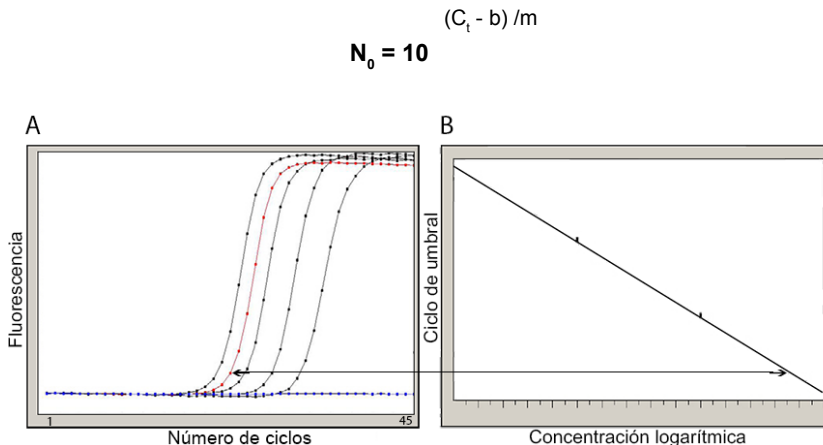 (Cₜ - b) /m
N₀ = 10
A
B
Fluorescencia
Ciclo de umbral
1
45
Número de ciclos
Concentración logarítmica